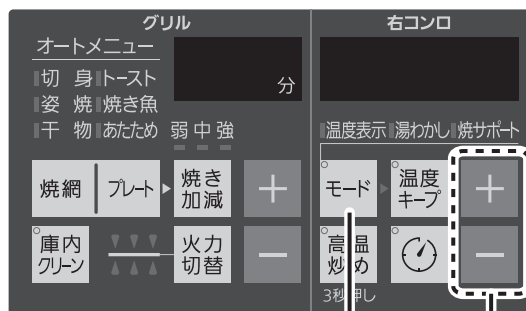 グリル
オートメニュー
切 身 トースト
姿 焼 焼き魚
干 物 あたため
分
弱 中 強
焼網 プレート
焼き
加減
＋
庫内
クリーン
火力
切替
－
右コンロ
温度表示 湯わかし 焼サポート
モード
温度
キープ
＋
高温
炒め
－
3秒押し